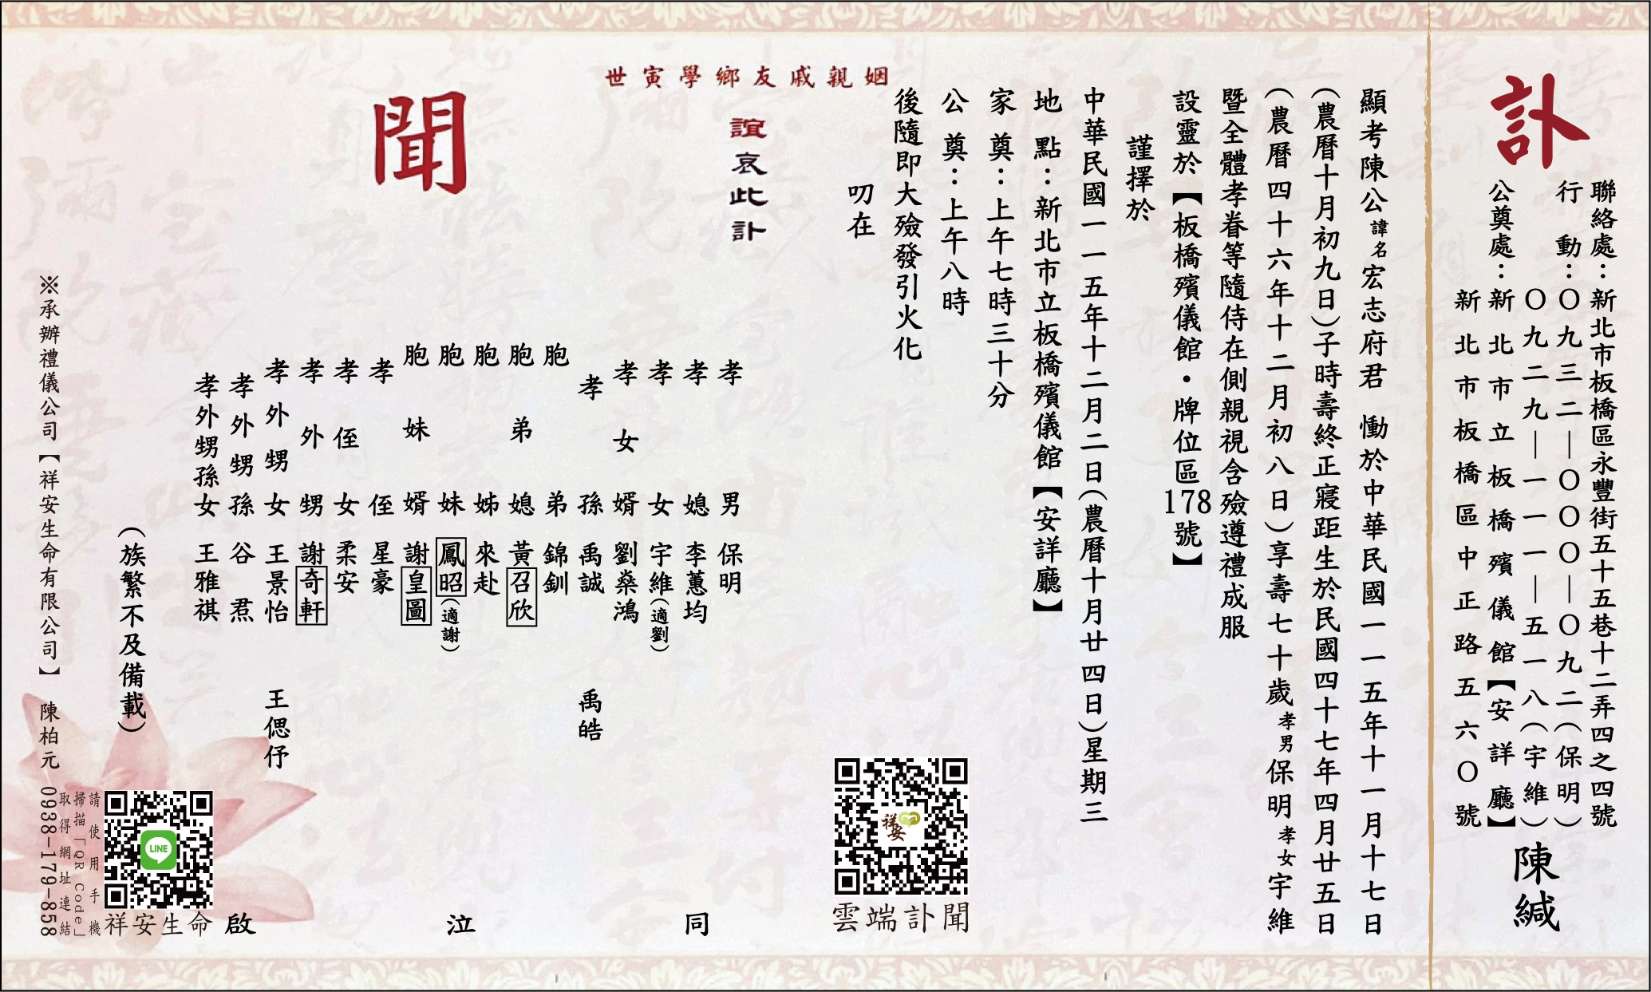 訃
聯絡處：新北市板橋區永豐街五十五巷十二弄四之四號
行動：〇九三二—〇〇〇—〇九二(保明)
〇九二九—一一一—五一八(宇維)
公奠處：新北市立板橋殯儀館【安詳廳】
新北市板橋區中正路五六〇號
陳緘
顯考陳公諱名宏志府君 慟於中華民國一一五年十一月十七日
(農曆十月初九日)子時壽終正寢距生於民國四十七年四月廿五日
(農曆四十六年十二月初八日)享壽七十歲孝男保明孝女宇維
暨全體孝眷等隨侍在側親視含殮遵禮成服
設靈於【板橋殯儀館・牌位區178號】
謹擇於
中華民國一一五年十二月二日(農曆十月廿四日)星期三
地點：新北市立板橋殯儀館【安詳廳】
家奠：上午七時三十分
公奠：上午八時
後隨即大殮發引火化
叨在
姻親戚友鄉學寅世
誼哀此訃
聞
孝男 保明
孝媳 李蕙均
孝女 宇維(適劉)
孝女婿 劉燊鴻
孝孫 禹誠 禹皓
胞弟 錦釧
胞弟媳 黃召欣
胞姊 來赴
胞妹 鳳昭(適謝)
胞妹婿 謝皇圖
孝侄 星豪
孝侄女 柔安
孝外甥 謝奇軒
孝外甥女 王景怡 王偲伃
孝外甥孫 谷焄
孝外甥孫女 王雅祺
(族繁不及備載)
同泣啟
雲端訃聞
祥安
LINE
祥安生命
請使用手機
掃描「QR Code」
取得網址連結
※承辦禮儀公司【祥安生命有限公司】 陳柏元 0938-179-858